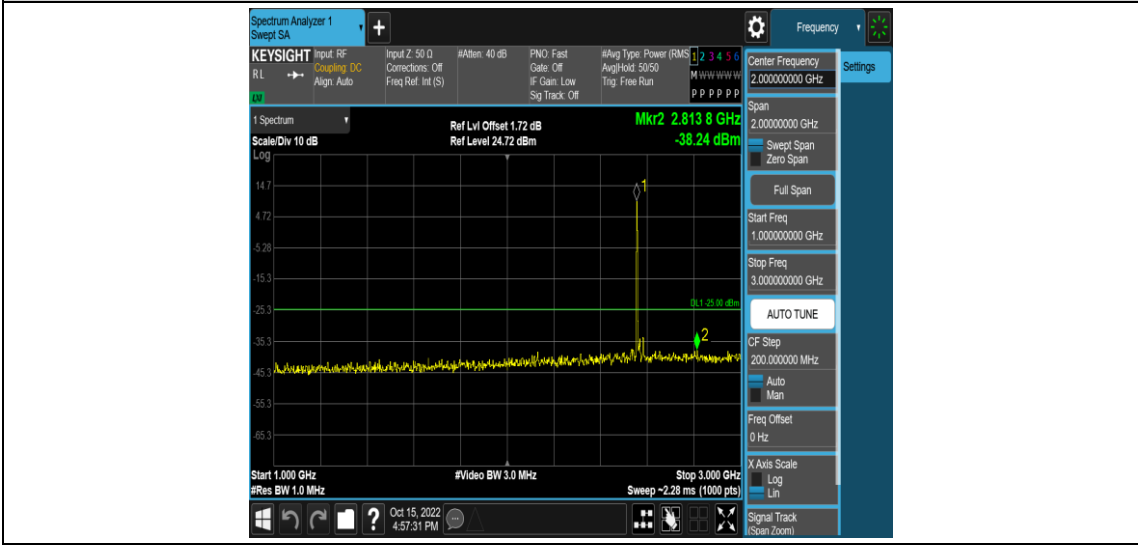 Spectrum Analyzer 1
Swept SA
+
Frequency
KEYSIGHT
Input: RF
Coupling: DC
Align: Auto
RL
LXI
Input Z: 50 Ω
Corrections: Off
Freq Ref: Int (S)
#Atten: 40 dB
PNO: Fast
Gate: Off
IF Gain: Low
Sig Track: Off
#Avg Type: Power (RMS
Avg|Hold: 50/50
Trig: Free Run
1 2 3 4 5 6
M W W W W W
P P P P P P
1 Spectrum
Scale/Div 10 dB
Log
Ref Lvl Offset 1.72 dB
Ref Level 24.72 dBm
Mkr2 2.813 8 GHz
-38.24 dBm
14.7
4.72
-5.28
-15.3
-25.3
-35.3
-45.3
-55.3
-65.3
1
DL1 -25.00 dBm
2
Start 1.000 GHz
#Res BW 1.0 MHz
#Video BW 3.0 MHz
Stop 3.000 GHz
Sweep ~2.28 ms (1000 pts)
Oct 15, 2022
4:57:31 PM
?
Center Frequency
2.000000000 GHz
Settings
Span
2.00000000 GHz
Swept Span
Zero Span
Full Span
Start Freq
1.000000000 GHz
Stop Freq
3.000000000 GHz
AUTO TUNE
CF Step
200.000000 MHz
Auto
Man
Freq Offset
0 Hz
X Axis Scale
Log
Lin
Signal Track
(Span Zoom)